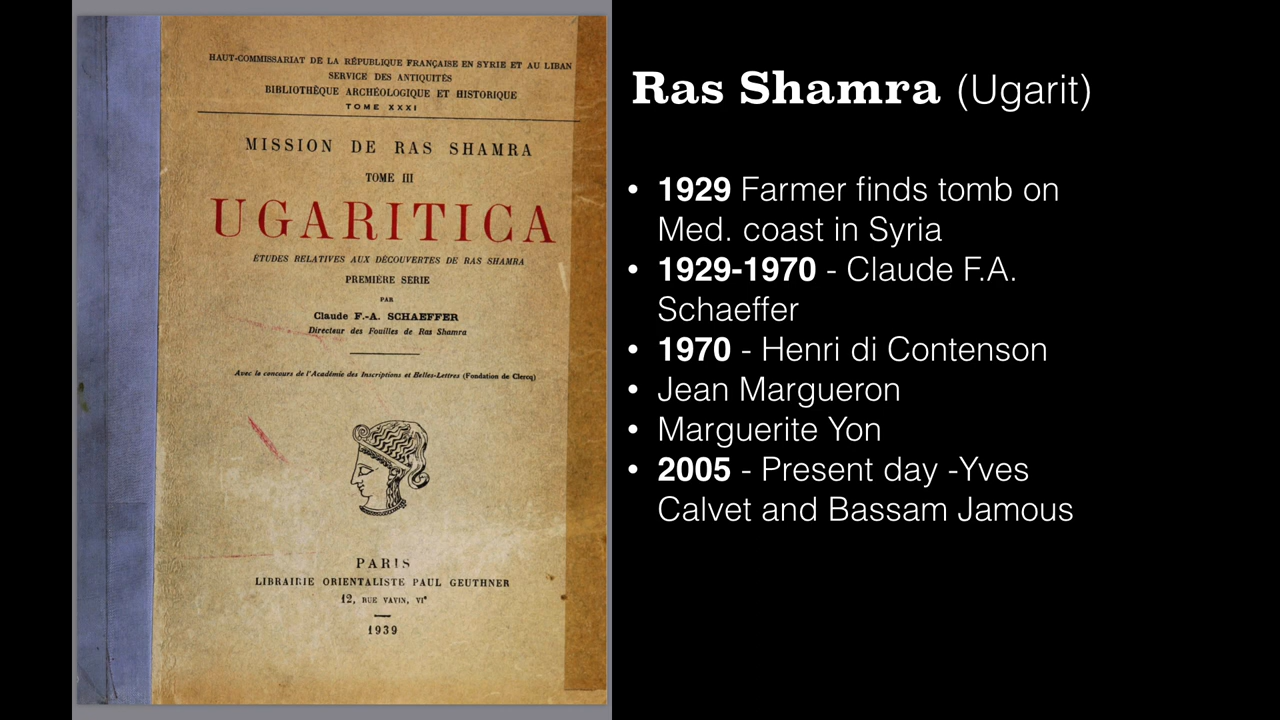 HAUT-COMMISSARIAT DE LA RÉPUBLIQUE FRANÇAISE EN SYRIE ET AU LIBAN
SERVICE DES ANTIQUITÉS
BIBLIOTHÈQUE ARCHÉOLOGIQUE ET HISTORIQUE
TOME XXXI
MISSION DE RAS SHAMRA
TOME III
UGARITICA
ÉTUDES RELATIVES AUX DÉCOUVERTES DE RAS SHAMRA
PREMIÈRE SÉRIE
PAR
Claude F.-A. SCHAEFFER
Directeur des Fouilles de Ras Shamra
Avec le concours de l'Académie des Inscriptions et Belles-Lettres (Fondation de Clercq)
PARIS
LIBRAIRIE ORIENTALISTE PAUL GEUTHNER
12, RUE VAVIN, VIᵉ
1939
Ras Shamra (Ugarit)
• 1929 Farmer finds tomb on
Med. coast in Syria
• 1929-1970 - Claude F.A.
Schaeffer
• 1970 - Henri di Contenson
• Jean Margueron
• Marguerite Yon
• 2005 - Present day -Yves
Calvet and Bassam Jamous